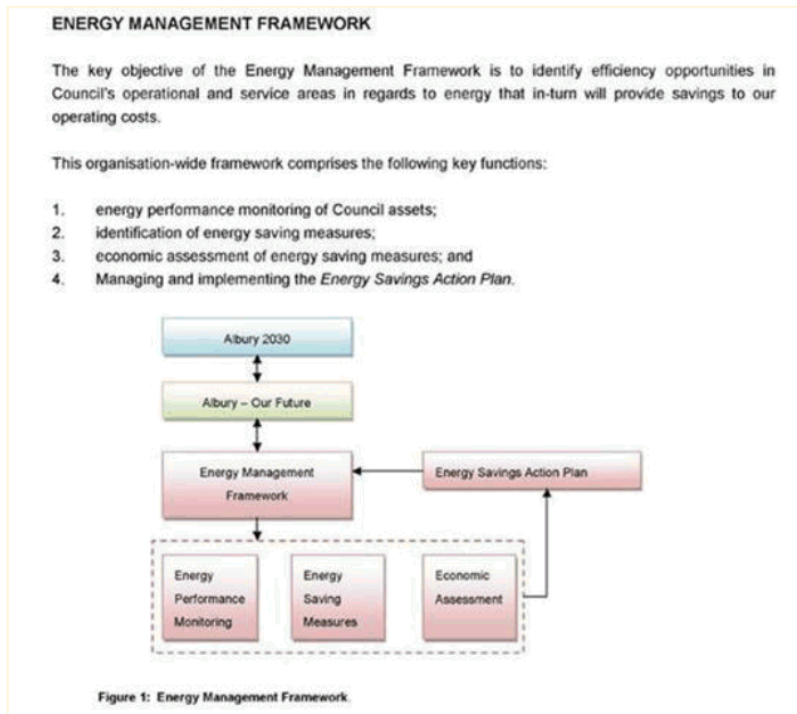 ENERGY MANAGEMENT FRAMEWORK
The key objective of the Energy Management Framework is to identify efficiency opportunities in
Council's operational and service areas in regards to energy that in-turn will provide savings to our
operating costs.
This organisation-wide framework comprises the following key functions:
1. energy performance monitoring of Council assets;
2. identification of energy saving measures;
3. economic assessment of energy saving measures; and
4. Managing and implementing the Energy Savings Action Plan.
Albury 2030
Albury – Our Future
Energy Management
Framework
Energy Savings Action Plan
Energy
Performance
Monitoring
Energy
Saving
Measures
Economic
Assessment
Figure 1: Energy Management Framework.